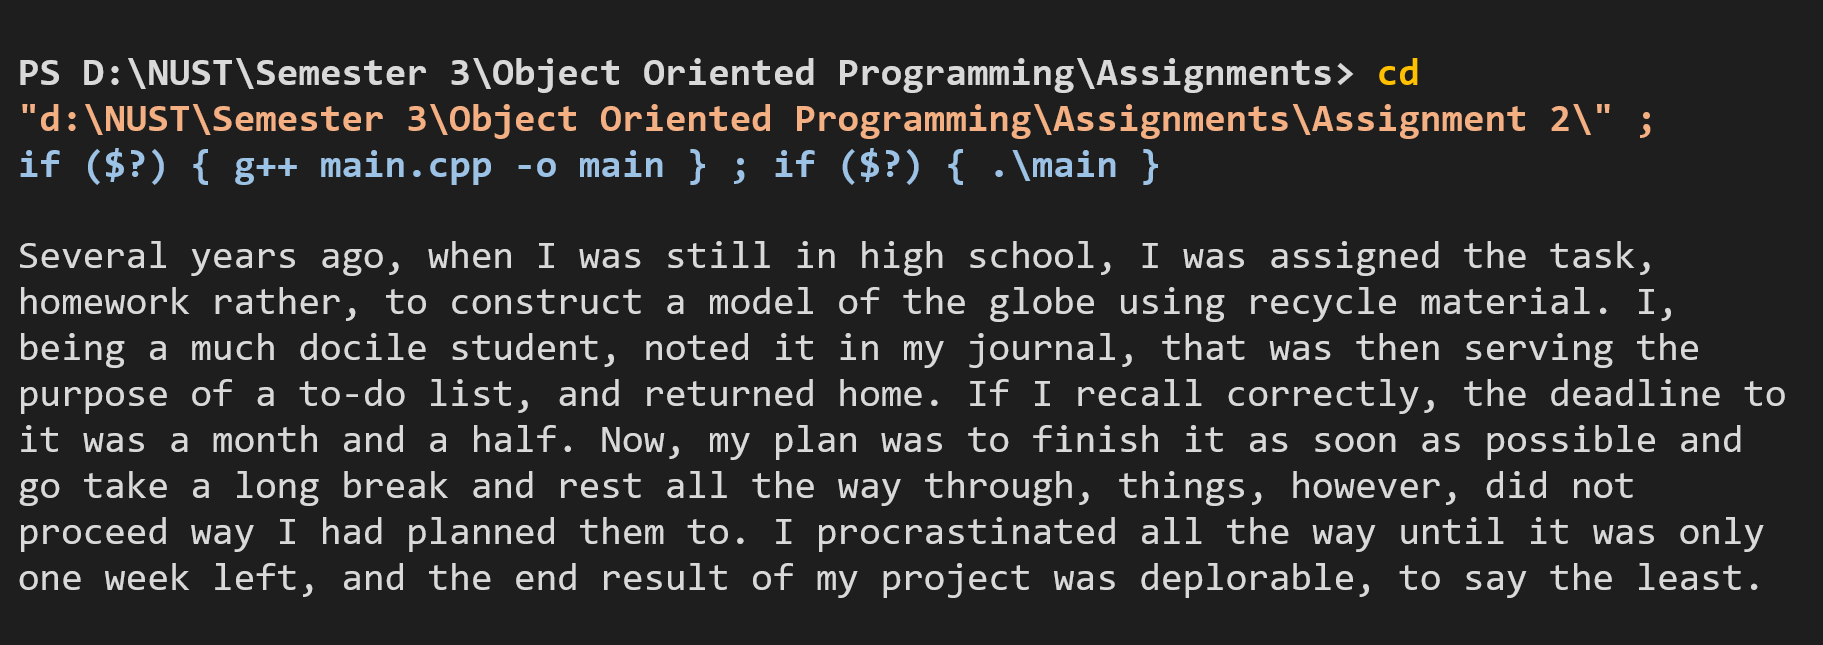 PS D:\NUST\Semester 3\Object Oriented Programming\Assignments> cd
"d:\NUST\Semester 3\Object Oriented Programming\Assignments\Assignment 2\" ;
if ($?) { g++ main.cpp -o main } ; if ($?) { .\main }
Several years ago, when I was still in high school, I was assigned the task,
homework rather, to construct a model of the globe using recycle material. I,
being a much docile student, noted it in my journal, that was then serving the
purpose of a to-do list, and returned home. If I recall correctly, the deadline to
it was a month and a half. Now, my plan was to finish it as soon as possible and
go take a long break and rest all the way through, things, however, did not
proceed way I had planned them to. I procrastinated all the way until it was only
one week left, and the end result of my project was deplorable, to say the least.